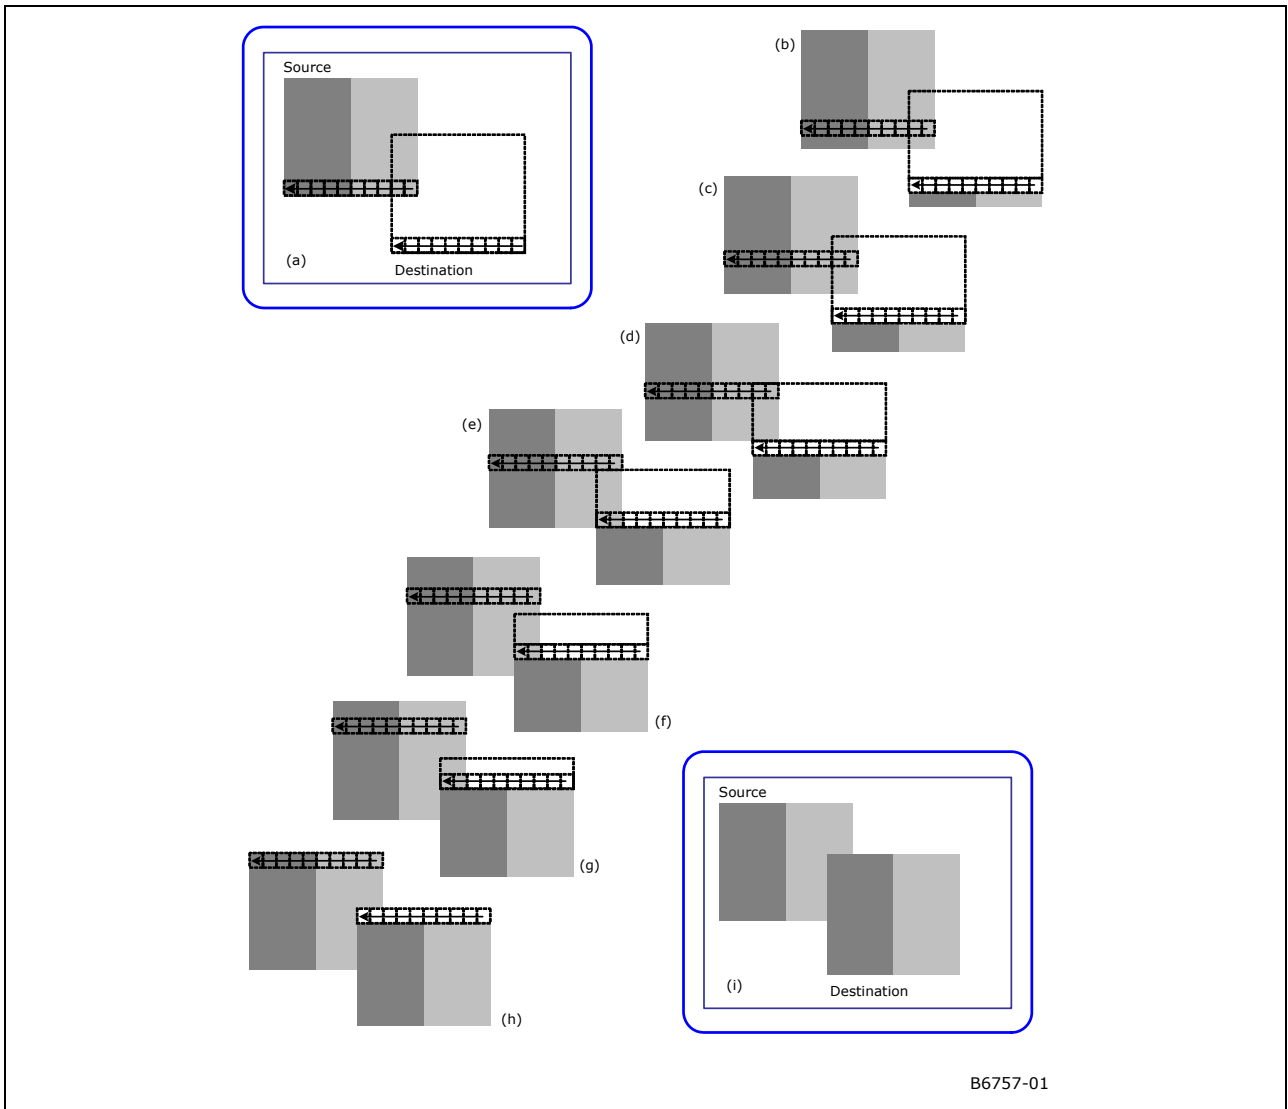 Source
(a)
Destination
(b)
(c)
(d)
(e)
(f)
(g)
(h)
Source
(i)
Destination
B6757-01